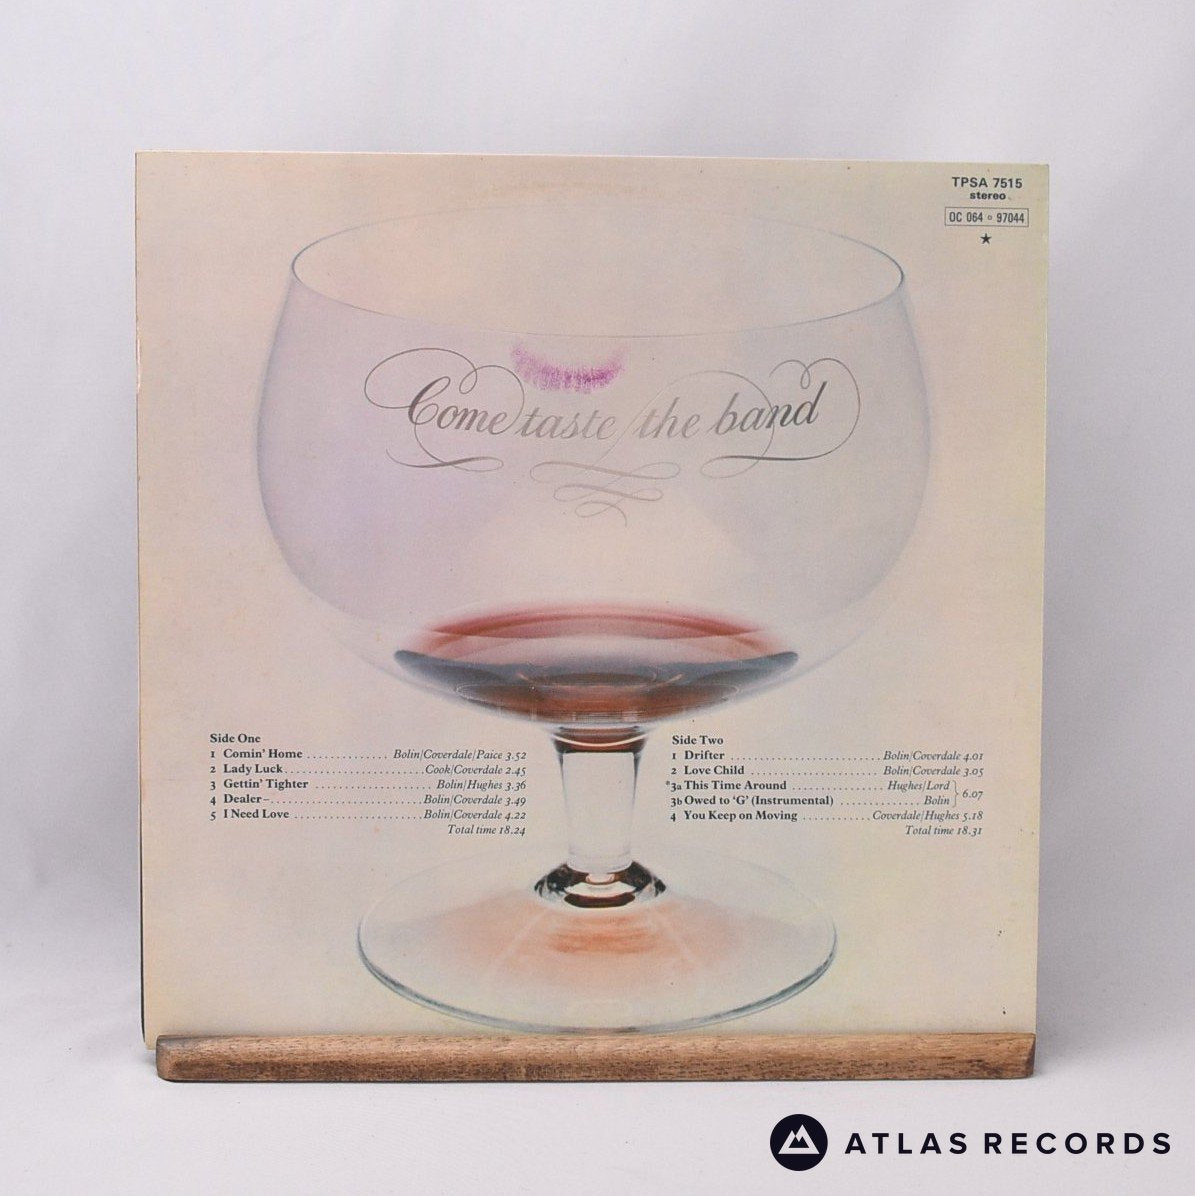 TPSA 7515
stereo
OC 064 ○ 97044
★
Come taste the band
Side One
1 Comin' Home ................ Bolin/Coverdale/Paice 3.52
2 Lady Luck ........................ Cook/Coverdale 2.45
3 Gettin' Tighter .................... Bolin/Hughes 3.36
4 Dealer – .......................... Bolin/Coverdale 3.49
5 I Need Love ...................... Bolin/Coverdale 4.22
Total time 18.24
Side Two
1 Drifter .......................... Bolin/Coverdale 4.01
2 Love Child ...................... Bolin/Coverdale 3.05
*3a This Time Around ................ Hughes/Lord
3b Owed to 'G' (Instrumental) ............ Bolin } 6.07
4 You Keep on Moving ........... Coverdale/Hughes 5.18
Total time 18.31
ATLAS RECORDS